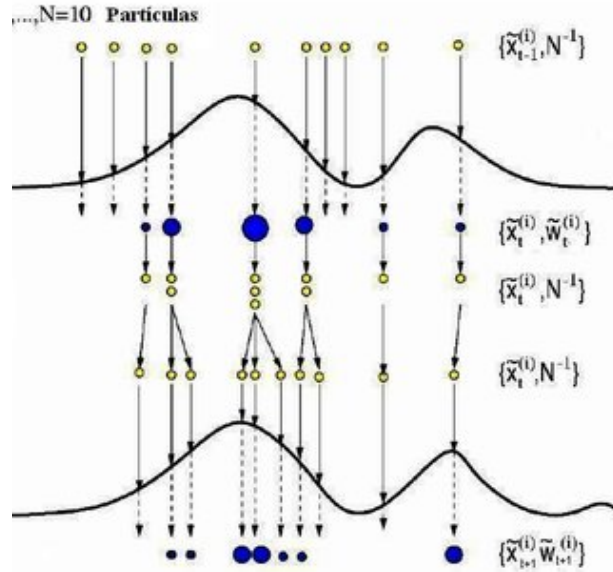 ,...,N=10 Partículas
{x̃_{t-1}^{(i)}, N^{-1}}
{x̃_t^{(i)}, w̃_t^{(i)}}
{x̃_t^{(i)}, N^{-1}}
{x̃_t^{(i)}, N^{-1}}
{x̃_{t+1}^{(i)} w̃_{t+1}^{(i)}}